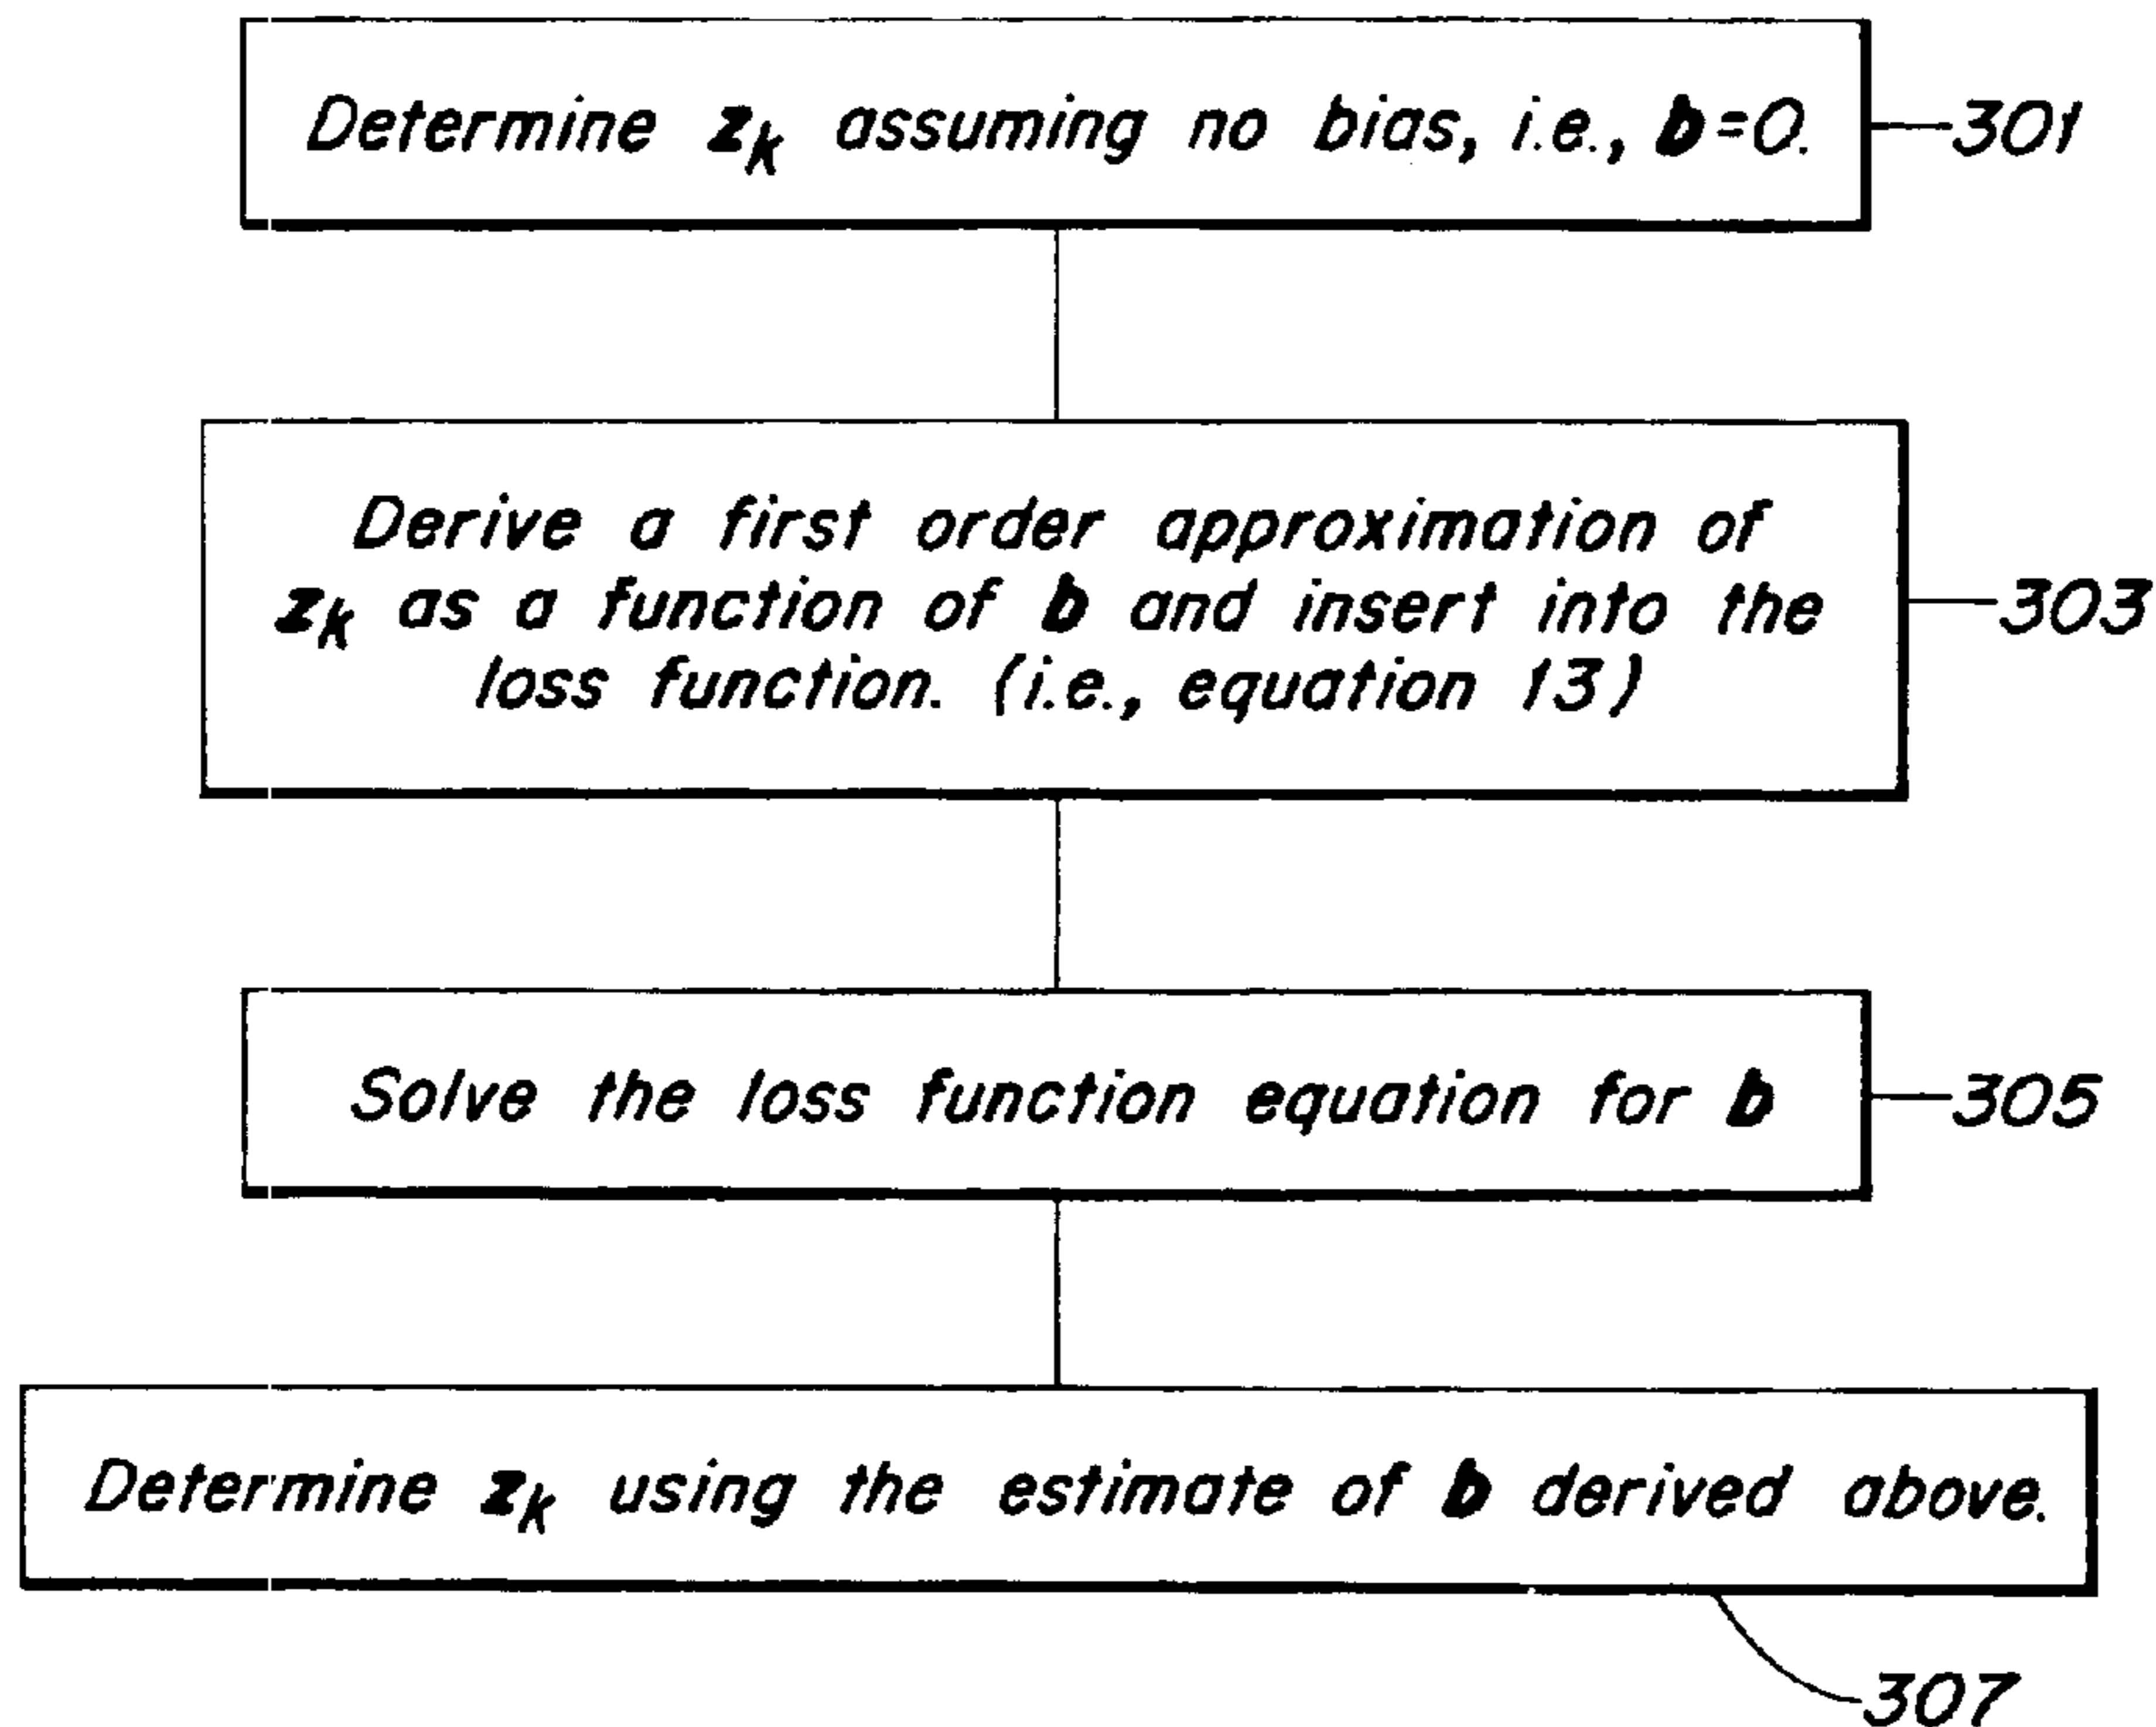 Determine zk assuming no bias, i.e., b=0.
301
Derive a first order approximation of
zk as a function of b and insert into the
loss function. (i.e., equation 13)
303
Solve the loss function equation for b
305
Determine zk using the estimate of b derived above.
307